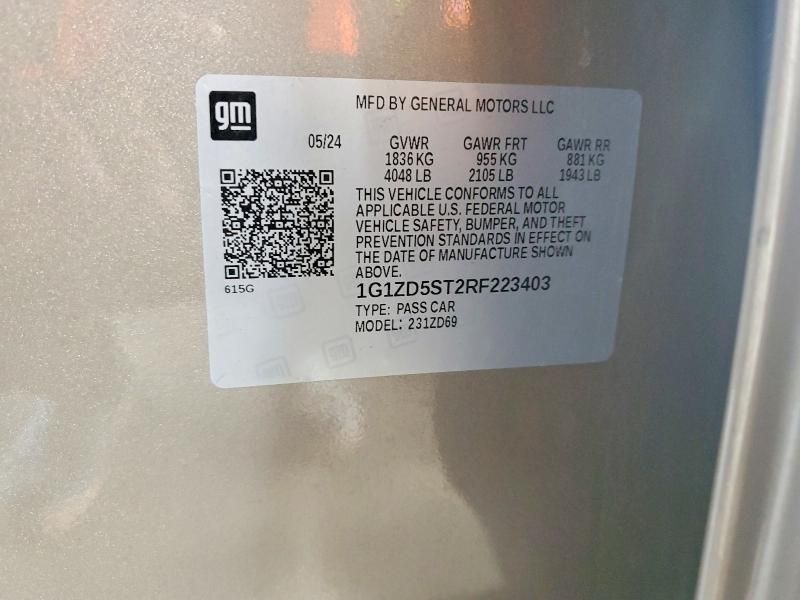 gm
MFD BY GENERAL MOTORS LLC
05/24 GVWR GAWR FRT GAWR RR
1836 KG 955 KG 881 KG
4048 LB 2105 LB 1943 LB
THIS VEHICLE CONFORMS TO ALL
APPLICABLE U.S. FEDERAL MOTOR
VEHICLE SAFETY, BUMPER, AND THEFT
PREVENTION STANDARDS IN EFFECT ON
THE DATE OF MANUFACTURE SHOWN
ABOVE.
615G
1G1ZD5ST2RF223403
TYPE: PASS CAR
MODEL: 231ZD69